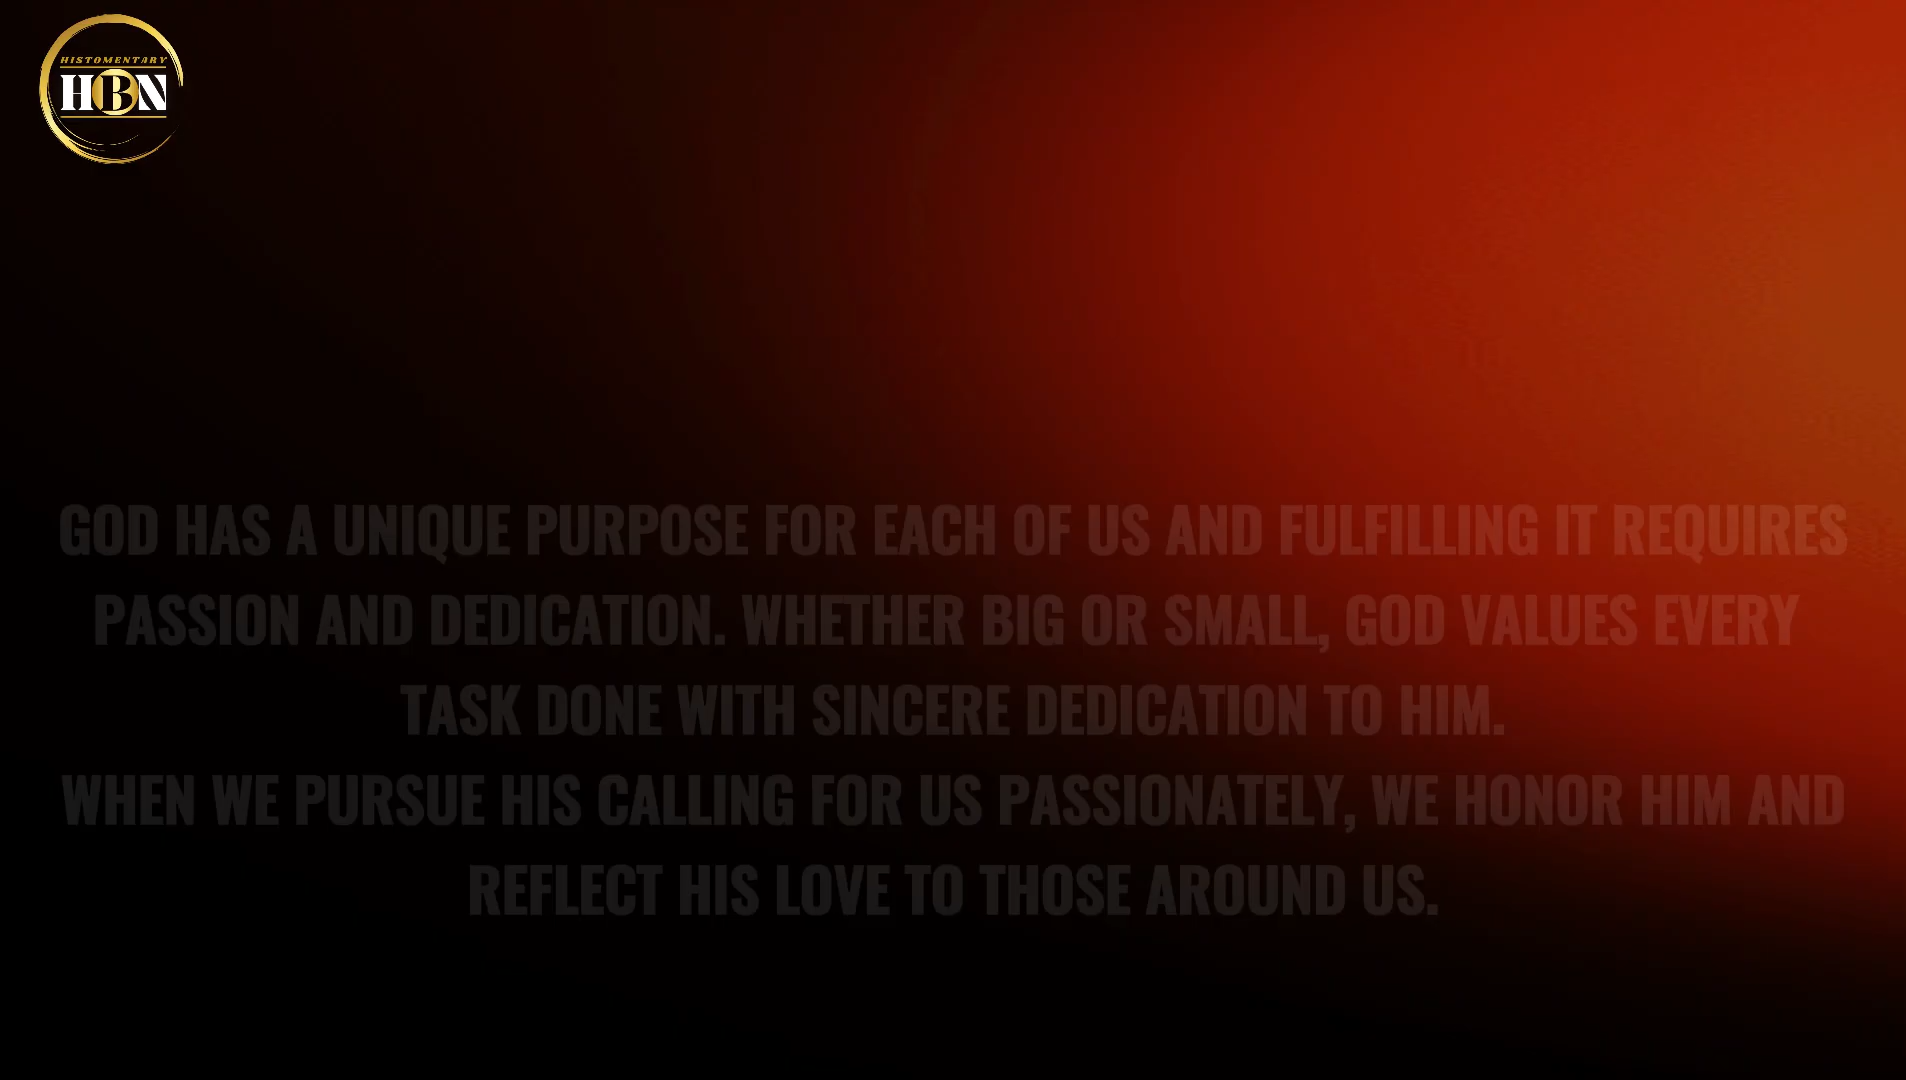 HISTOMENTARY
HBN
GOD HAS A UNIQUE PURPOSE FOR EACH OF US AND FULFILLING IT REQUIRES
PASSION AND DEDICATION. WHETHER BIG OR SMALL, GOD VALUES EVERY
TASK DONE WITH SINCERE DEDICATION TO HIM.
WHEN WE PURSUE HIS CALLING FOR US PASSIONATELY, WE HONOR HIM AND
REFLECT HIS LOVE TO THOSE AROUND US.